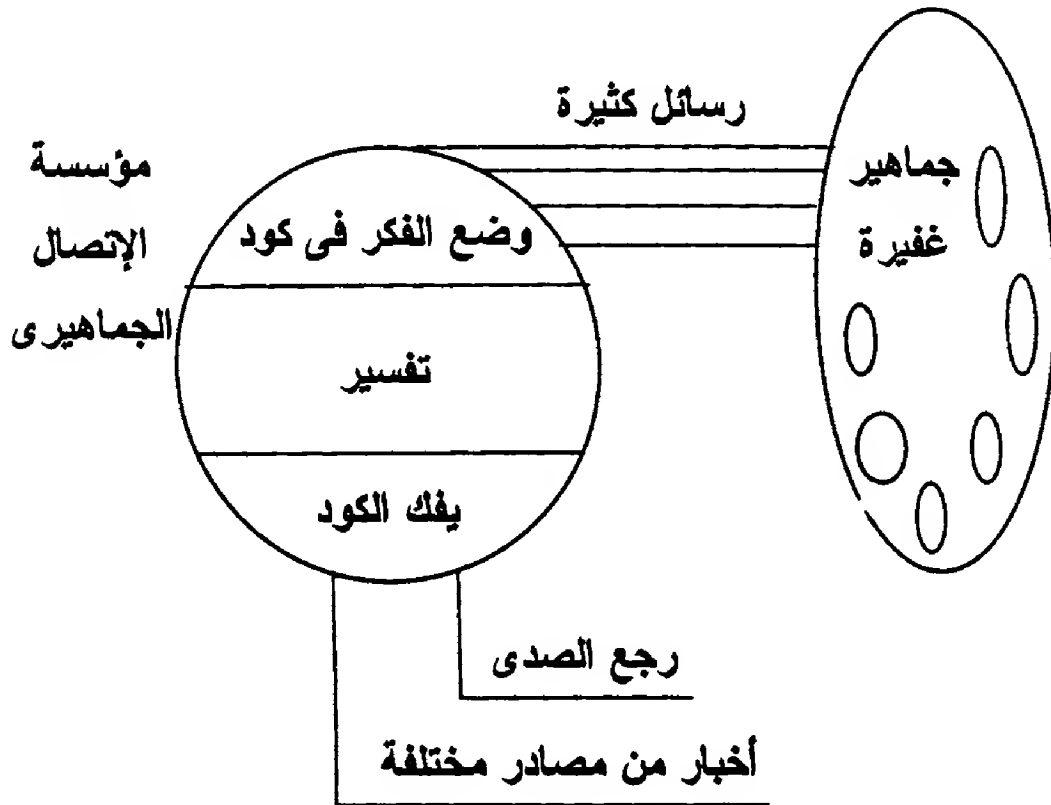 رسائل كثيرة
جماهير
غفيرة
مؤسسة
الإتصال
الجماهيرى
وضع الفكر فى كود
تفسير
يفك الكود
رجع الصدى
أخبار من مصادر مختلفة